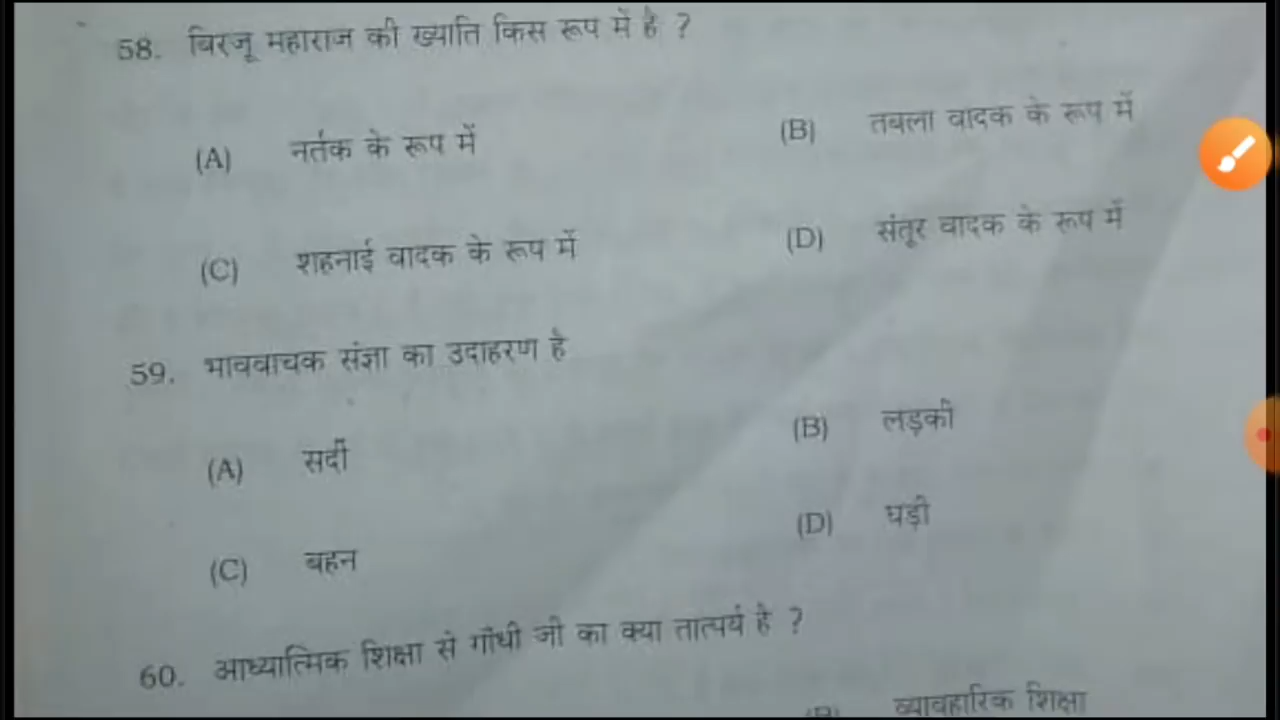 58. बिरजू महाराज की ख्याति किस रूप में है ?
(A) नर्तक के रूप में (B) तबला वादक के रूप में
(C) शहनाई वादक के रूप में (D) संतूर वादक के रूप में
59. भाववाचक संज्ञा का उदाहरण है
(A) सर्दी (B) लड़की
(C) बहन (D) घड़ी
60. आध्यात्मिक शिक्षा से गाँधी जी का क्या तात्पर्य है ?
(B) व्यावहारिक शिक्षा